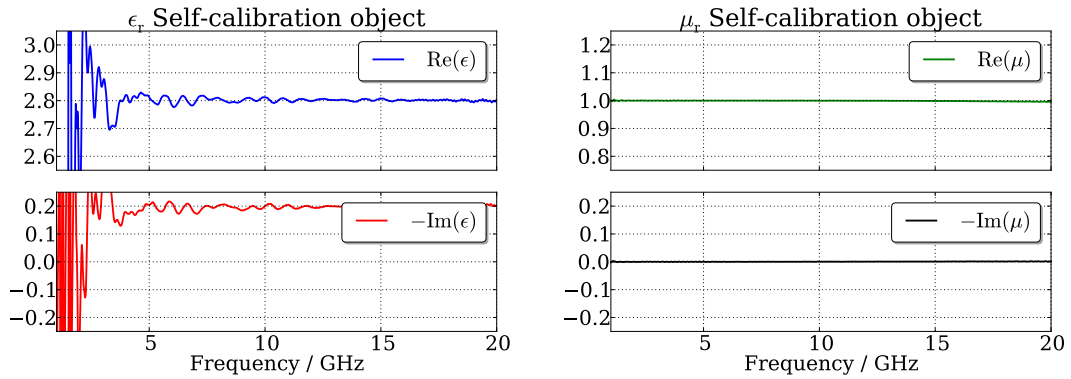 ϵr Self-calibration object
3.0
2.9
2.8
2.7
2.6
Re(ϵ)
0.2
0.1
0.0
−0.1
−0.2
−Im(ϵ)
5 10 15 20
Frequency / GHz
μr Self-calibration object
1.2
1.1
1.0
0.9
0.8
Re(μ)
0.2
0.1
0.0
−0.1
−0.2
−Im(μ)
5 10 15 20
Frequency / GHz